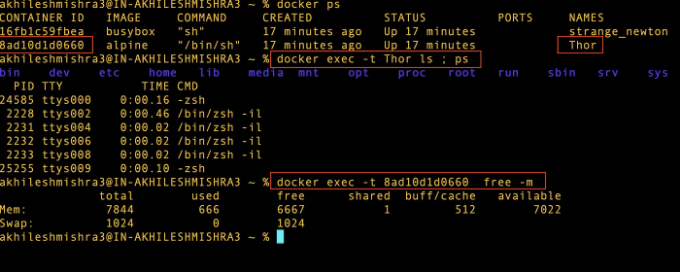 akhileshmishra3@IN-AKHILESHMISHRA3 ~ % docker ps
CONTAINER ID   IMAGE     COMMAND     CREATED          STATUS          PORTS     NAMES
16fb1c59fbea   busybox   "sh"        17 minutes ago   Up 17 minutes             strange_newton
8ad10d1d0660   alpine    "/bin/sh"   17 minutes ago   Up 17 minutes             Thor
akhileshmishra3@IN-AKHILESHMISHRA3 ~ % docker exec -t Thor ls ; ps
bin    dev    etc    home   lib    media  mnt    opt    proc   root   run    sbin   srv    sys
  PID TTY           TIME CMD
24585 ttys000    0:00.16 -zsh
 2228 ttys002    0:00.46 /bin/zsh -il
 2231 ttys004    0:00.02 /bin/zsh -il
 2232 ttys006    0:00.02 /bin/zsh -il
 2233 ttys008    0:00.02 /bin/zsh -il
25255 ttys009    0:00.10 -zsh
akhileshmishra3@IN-AKHILESHMISHRA3 ~ % docker exec -t 8ad10d1d0660  free -m
              total        used        free      shared  buff/cache   available
Mem:           7844         666        6667           1         512        7022
Swap:          1024           0        1024
akhileshmishra3@IN-AKHILESHMISHRA3 ~ %